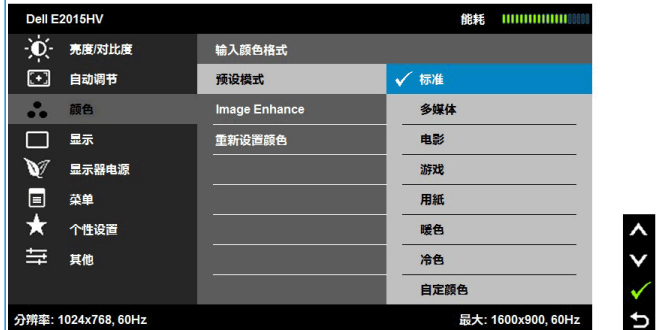 Dell E2015HV 能耗
亮度/对比度 输入颜色格式
自动调节 预设模式 标准
颜色 Image Enhance 多媒体
显示 重新设置颜色 电影
显示器电源 游戏
菜单 用紙
个性设置 暖色
其他 冷色
自定颜色
分辨率: 1024x768, 60Hz 最大: 1600x900, 60Hz